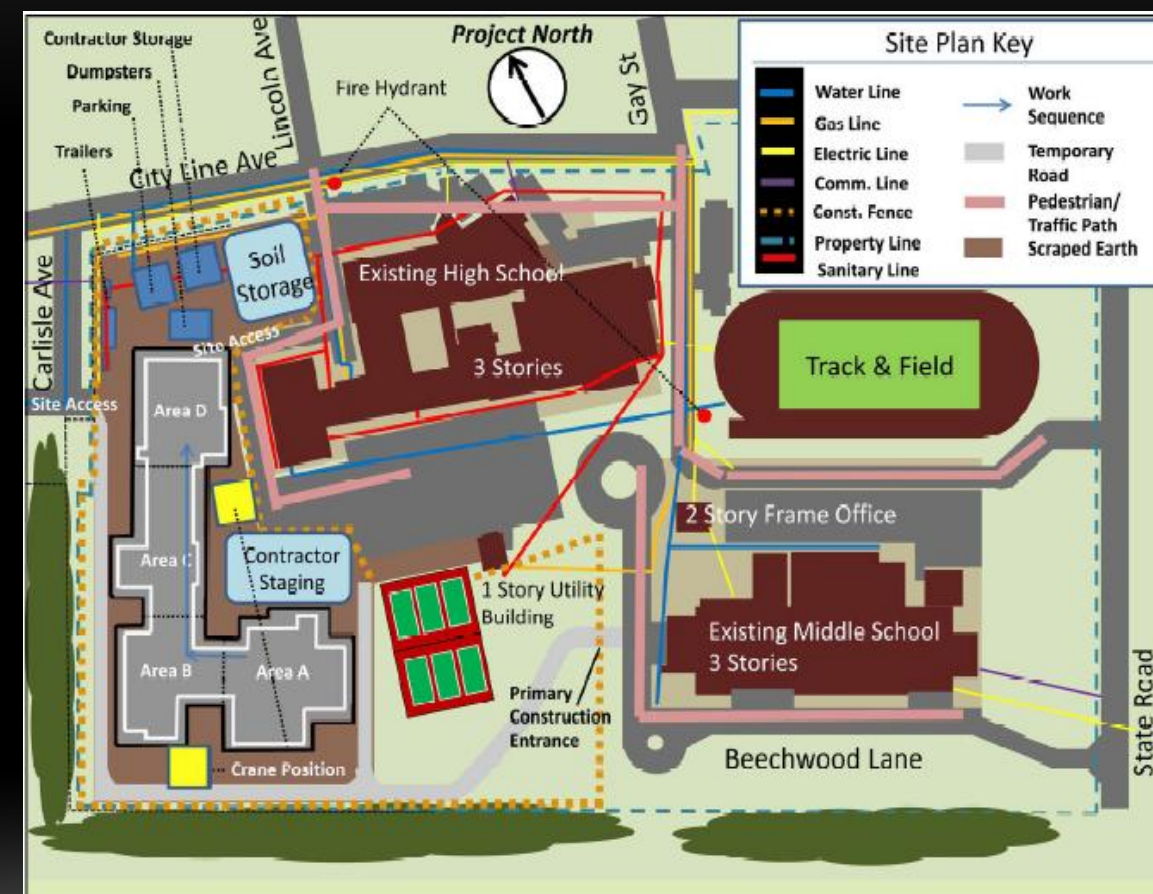 Contractor Storage
Dumpsters
Parking
Trailers
City Line Ave
Lincoln Ave
Fire Hydrant
Project North
Gay St
Site Plan Key
Water Line
Gas Line
Electric Line
Comm. Line
Const. Fence
Property Line
Sanitary Line
Work
Sequence
Temporary
Road
Pedestrian/
Traffic Path
Scraped Earth
Carlisle Ave
Soil
Storage
Site Access
Existing High School
3 Stories
Track & Field
Site Access
Area D
Area C
Area B
Area A
Contractor
Staging
1 Story Utility
Building
2 Story Frame Office
Existing Middle School
3 Stories
Primary
Construction
Entrance
Crane Position
Beechwood Lane
State Road